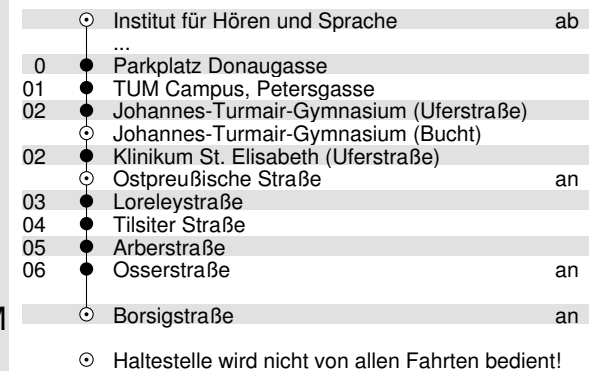 Institut für Hören und Sprache ab
...
0 Parkplatz Donaugasse
01 TUM Campus, Petersgasse
02 Johannes-Turmair-Gymnasium (Uferstraße)
Johannes-Turmair-Gymnasium (Bucht)
02 Klinikum St. Elisabeth (Uferstraße)
Ostpreußische Straße an
03 Loreleystraße
04 Tilsiter Straße
05 Arberstraße
06 Osserstraße an
Borsigstraße an
Haltestelle wird nicht von allen Fahrten bedient!